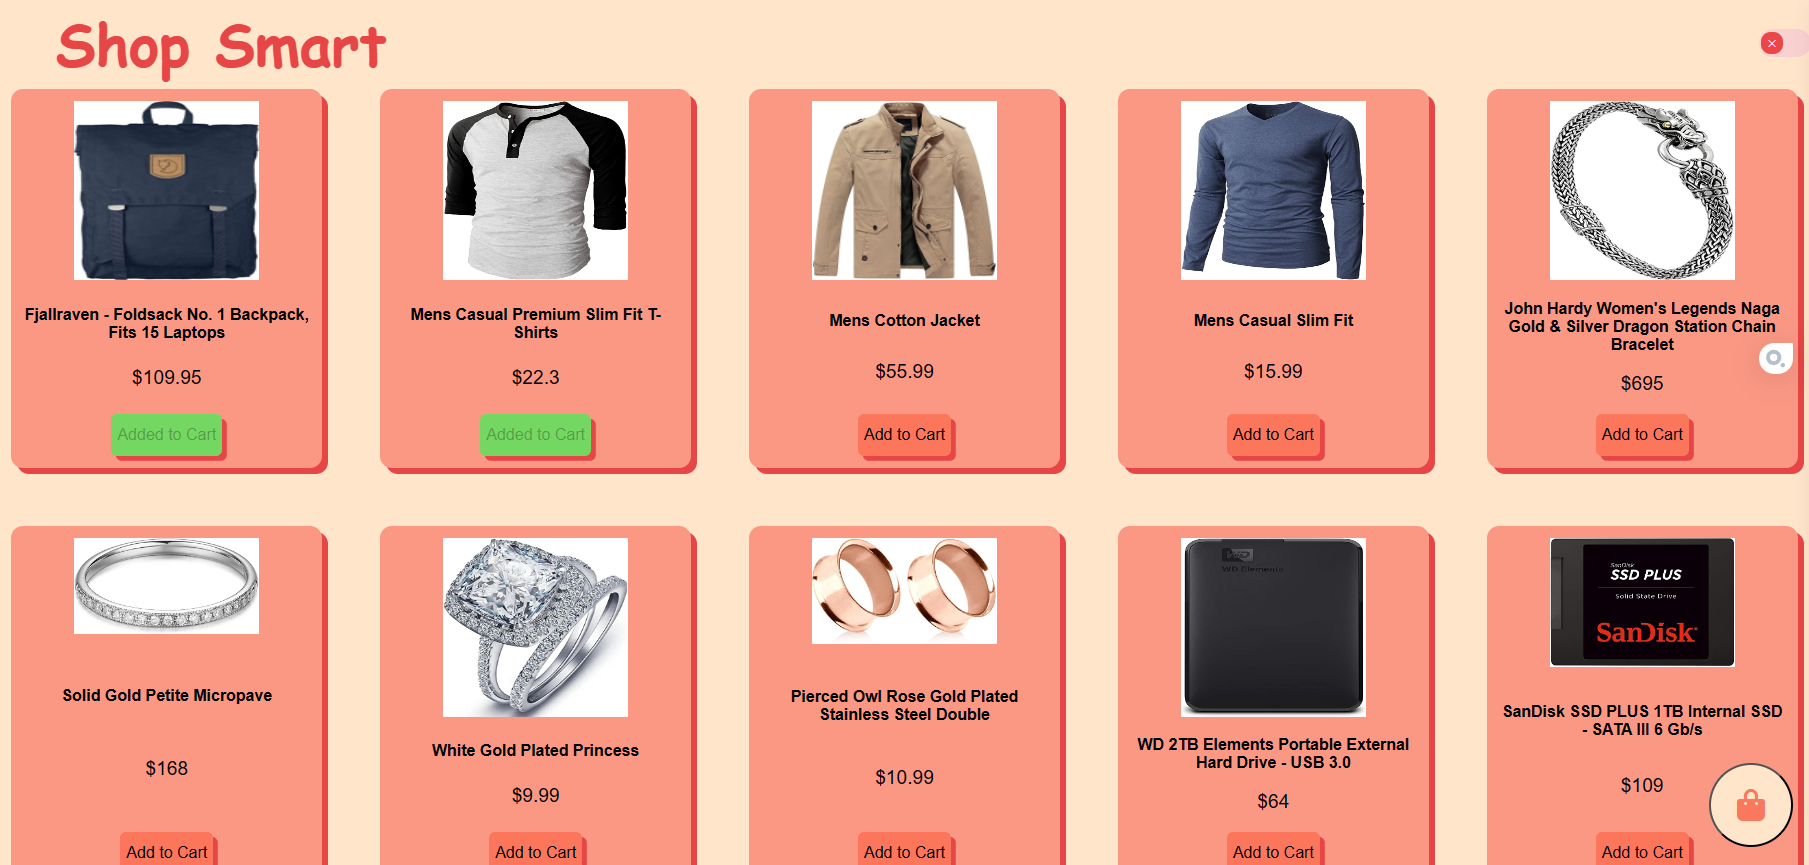 Shop Smart
Fjallraven - Foldsack No. 1 Backpack,
Fits 15 Laptops
$109.95
Added to Cart
Mens Casual Premium Slim Fit T-
Shirts
$22.3
Added to Cart
Mens Cotton Jacket
$55.99
Add to Cart
Mens Casual Slim Fit
$15.99
Add to Cart
John Hardy Women's Legends Naga
Gold & Silver Dragon Station Chain
Bracelet
$695
Add to Cart
Solid Gold Petite Micropave
$168
Add to Cart
White Gold Plated Princess
$9.99
Add to Cart
Pierced Owl Rose Gold Plated
Stainless Steel Double
$10.99
Add to Cart
WD
WD Elements
WD 2TB Elements Portable External
Hard Drive - USB 3.0
$64
Add to Cart
SanDisk
SSD PLUS
Solid State Drive
SanDisk
SanDisk SSD PLUS 1TB Internal SSD
- SATA III 6 Gb/s
$109
Add to Cart